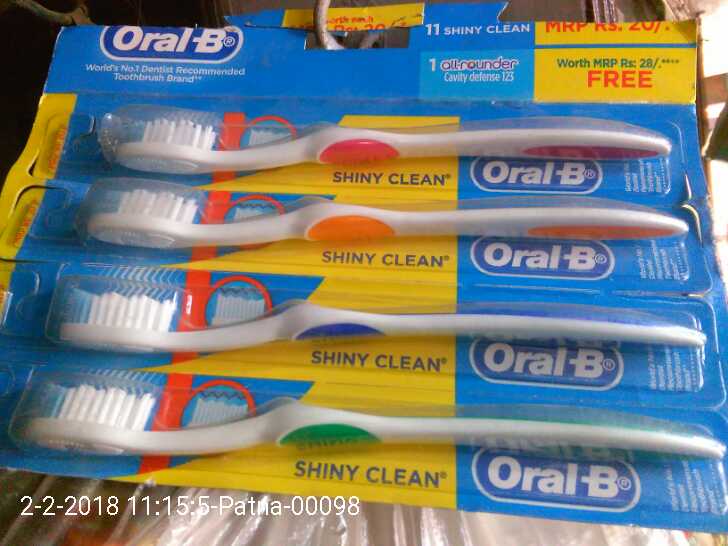 Oral-B®
World's No.1 Dentist Recommended
Toothbrush Brand**
11 SHINY CLEAN
MRP Rs. 20/.
1 all-rounder
Cavity defense 123
Worth MRP Rs: 28/.****
FREE
SHINY CLEAN®
Oral-B®
SHINY CLEAN®
Oral-B®
SHINY CLEAN®
Oral-B®
SHINY CLEAN®
Oral-B®
2-2-2018 11:15:5-Patna-00098